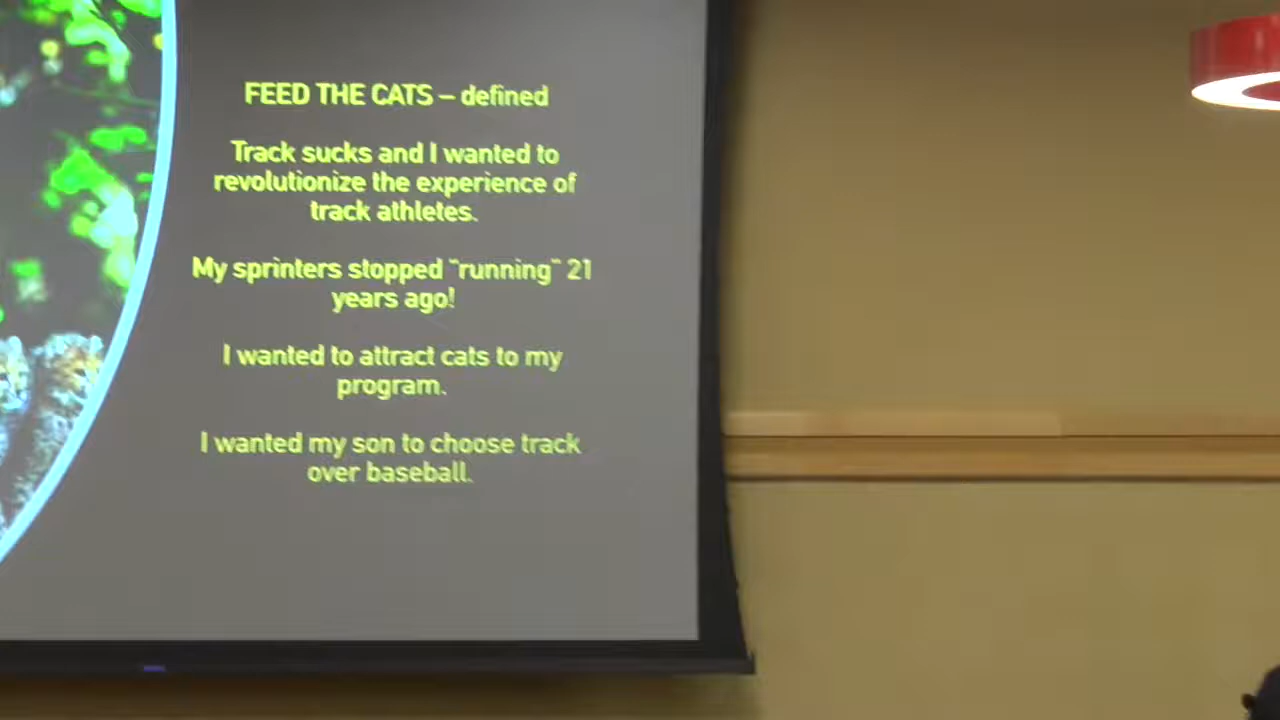 FEED THE CATS – defined
Track sucks and I wanted to
revolutionize the experience of
track athletes.
My sprinters stopped "running" 21
years ago!
I wanted to attract cats to my
program.
I wanted my son to choose track
over baseball.